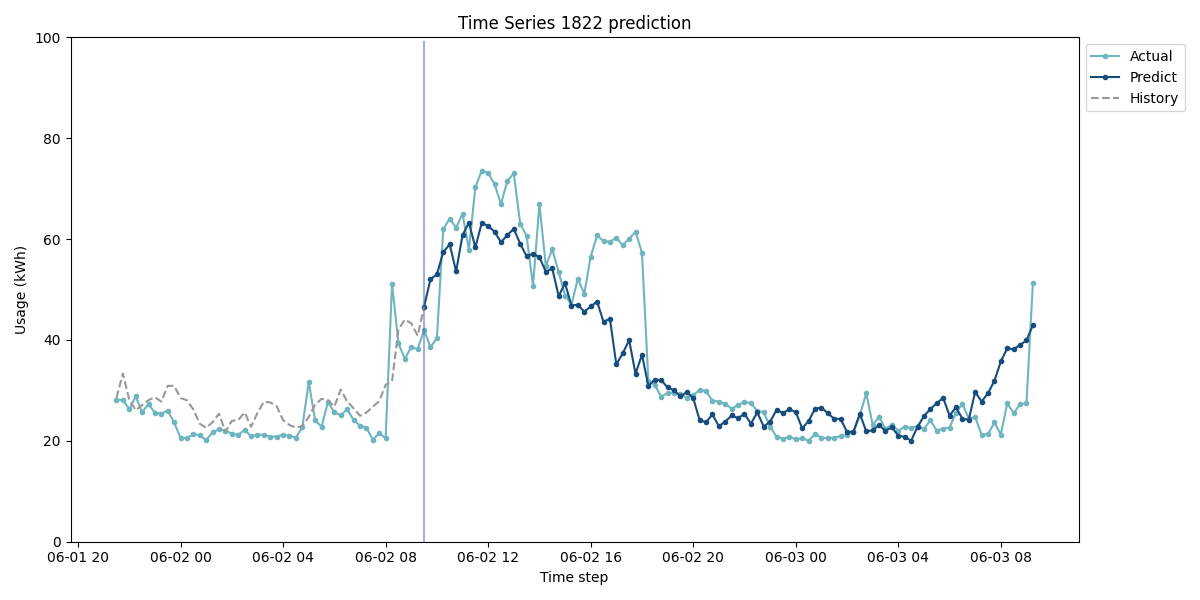 Time Series 1822 prediction
100
80
60
40
20
0
Usage (kWh)
06-01 20
06-02 00
06-02 04
06-02 08
06-02 12
06-02 16
06-02 20
06-03 00
06-03 04
06-03 08
Time step
Actual
Predict
History